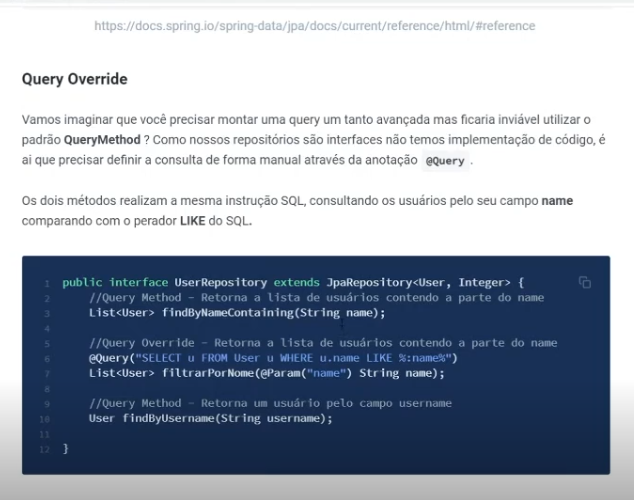 https://docs.spring.io/spring-data/jpa/docs/current/reference/html/#reference
Query Override
Vamos imaginar que você precisar montar uma query um tanto avançada mas ficaria inviável utilizar o
padrão QueryMethod ? Como nossos repositórios são interfaces não temos implementação de código, é
ai que precisar definir a consulta de forma manual através da anotação @Query .
Os dois métodos realizam a mesma instrução SQL, consultando os usuários pelo seu campo name
comparando com o perador LIKE do SQL.
1 public interface UserRepository extends JpaRepository<User, Integer> {
2 //Query Method - Retorna a lista de usuários contendo a parte do name
3 List<User> findByNameContaining(String name);
4
5 //Query Override - Retorna a lista de usuários contendo a parte do name
6 @Query("SELECT u FROM User u WHERE u.name LIKE %:name%")
7 List<User> filtrarPorNome(@Param("name") String name);
8
9 //Query Method - Retorna um usuário pelo campo username
10 User findByUsername(String username);
11
12 }